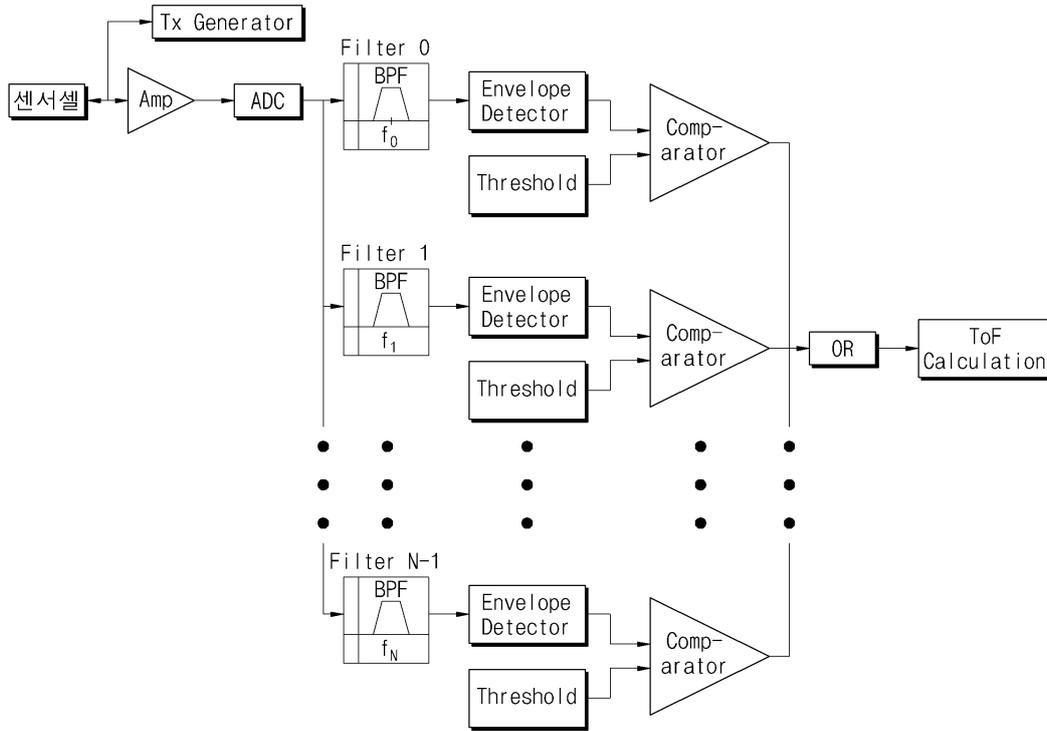 Tx Generator
센서셀
Amp
ADC
Filter 0
BPF
f0
Envelope
Detector
Threshold
Comp-
arator
Filter 1
BPF
f1
Envelope
Detector
Threshold
Comp-
arator
OR
ToF
Calculation
Filter N-1
BPF
fN
Envelope
Detector
Threshold
Comp-
arator